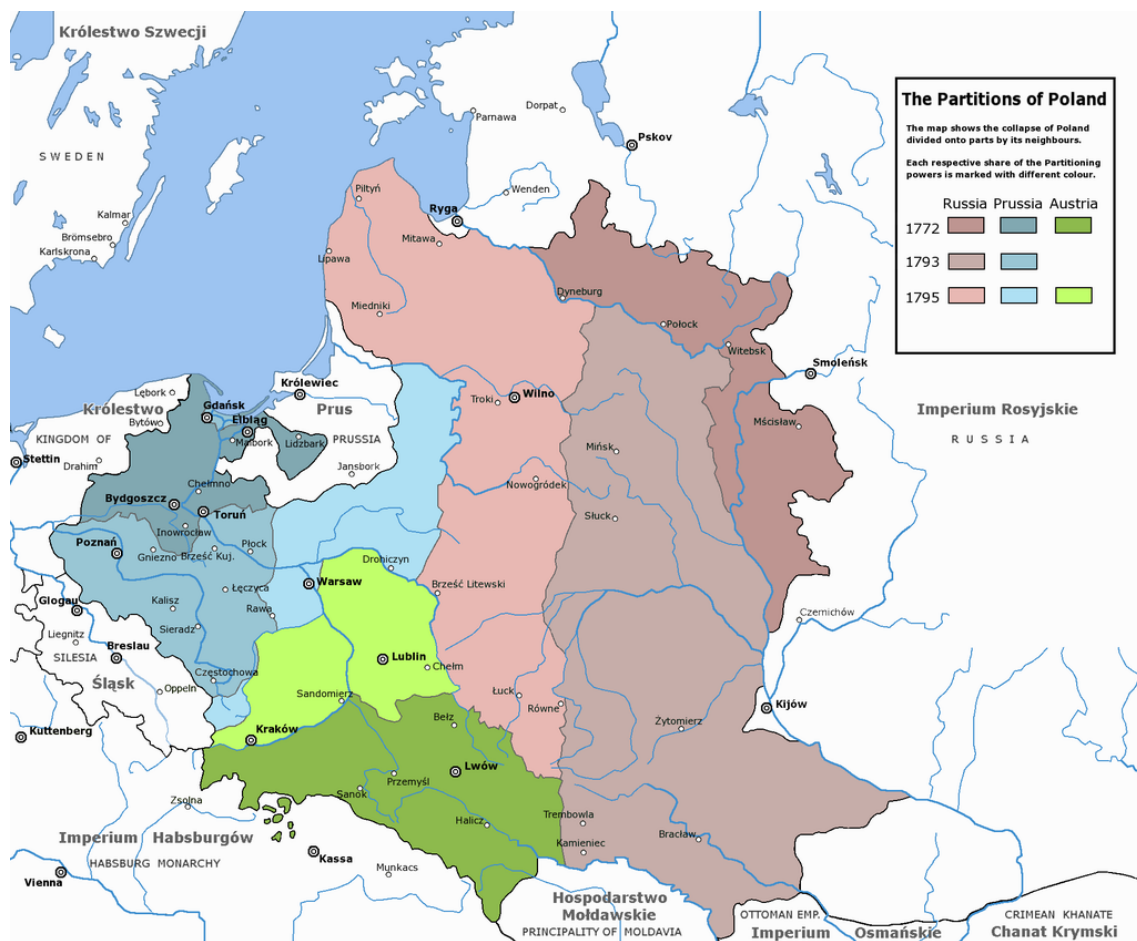 Królestwo Szwecji
SWEDEN
Kalmar
Brömsebro
Karlskrona
Parnawa
Dorpat
Pskov
Wenden
Ryga
Piltyń
Mitawa
Lipawa
Miedniki
Dyneburg
Połock
Witebsk
Smoleńsk
Mścisław
The Partitions of Poland
The map shows the collapse of Poland
divided onto parts by its neighbours.
Each respective share of the Partitioning
powers is marked with different colour.
Russia Prussia Austria
1772
1793
1795
Imperium Rosyjskie
RUSSIA
Królewiec
Prus
PRUSSIA
Lębork
Królestwo
Bytów
KINGDOM OF
Drahim
Stettin
Gdańsk
Elbląg
Malbork
Lidzbark
Jansbork
Troki
Wilno
Mińsk
Nowogródek
Słuck
Chełmno
Bydgoszcz
Toruń
Inowrocław
Poznań
Gniezno
Brześć Kuj.
Płock
Drohiczyn
Warsaw
Brześć Litewski
Łęczyca
Rawa
Kalisz
Sieradz
Glogau
Liegnitz
Breslau
SILESIA
Śląsk
Oppeln
Częstochowa
Lublin
Chełm
Czernichów
Sandomierz
Łuck
Równe
Kijów
Żytomierz
Bełz
Kuttenberg
Kraków
Lwów
Przemyśl
Sanok
Zsolna
Halicz
Trembowla
Kamieniec
Bracław
Imperium Habsburgów
HABSBURG MONARCHY
Vienna
Kassa
Munkacs
Hospodarstwo
Mołdawskie
PRINCIPALITY OF MOLDAVIA
OTTOMAN EMP.
Imperium Osmańskie
CRIMEAN KHANATE
Chanat Krymski